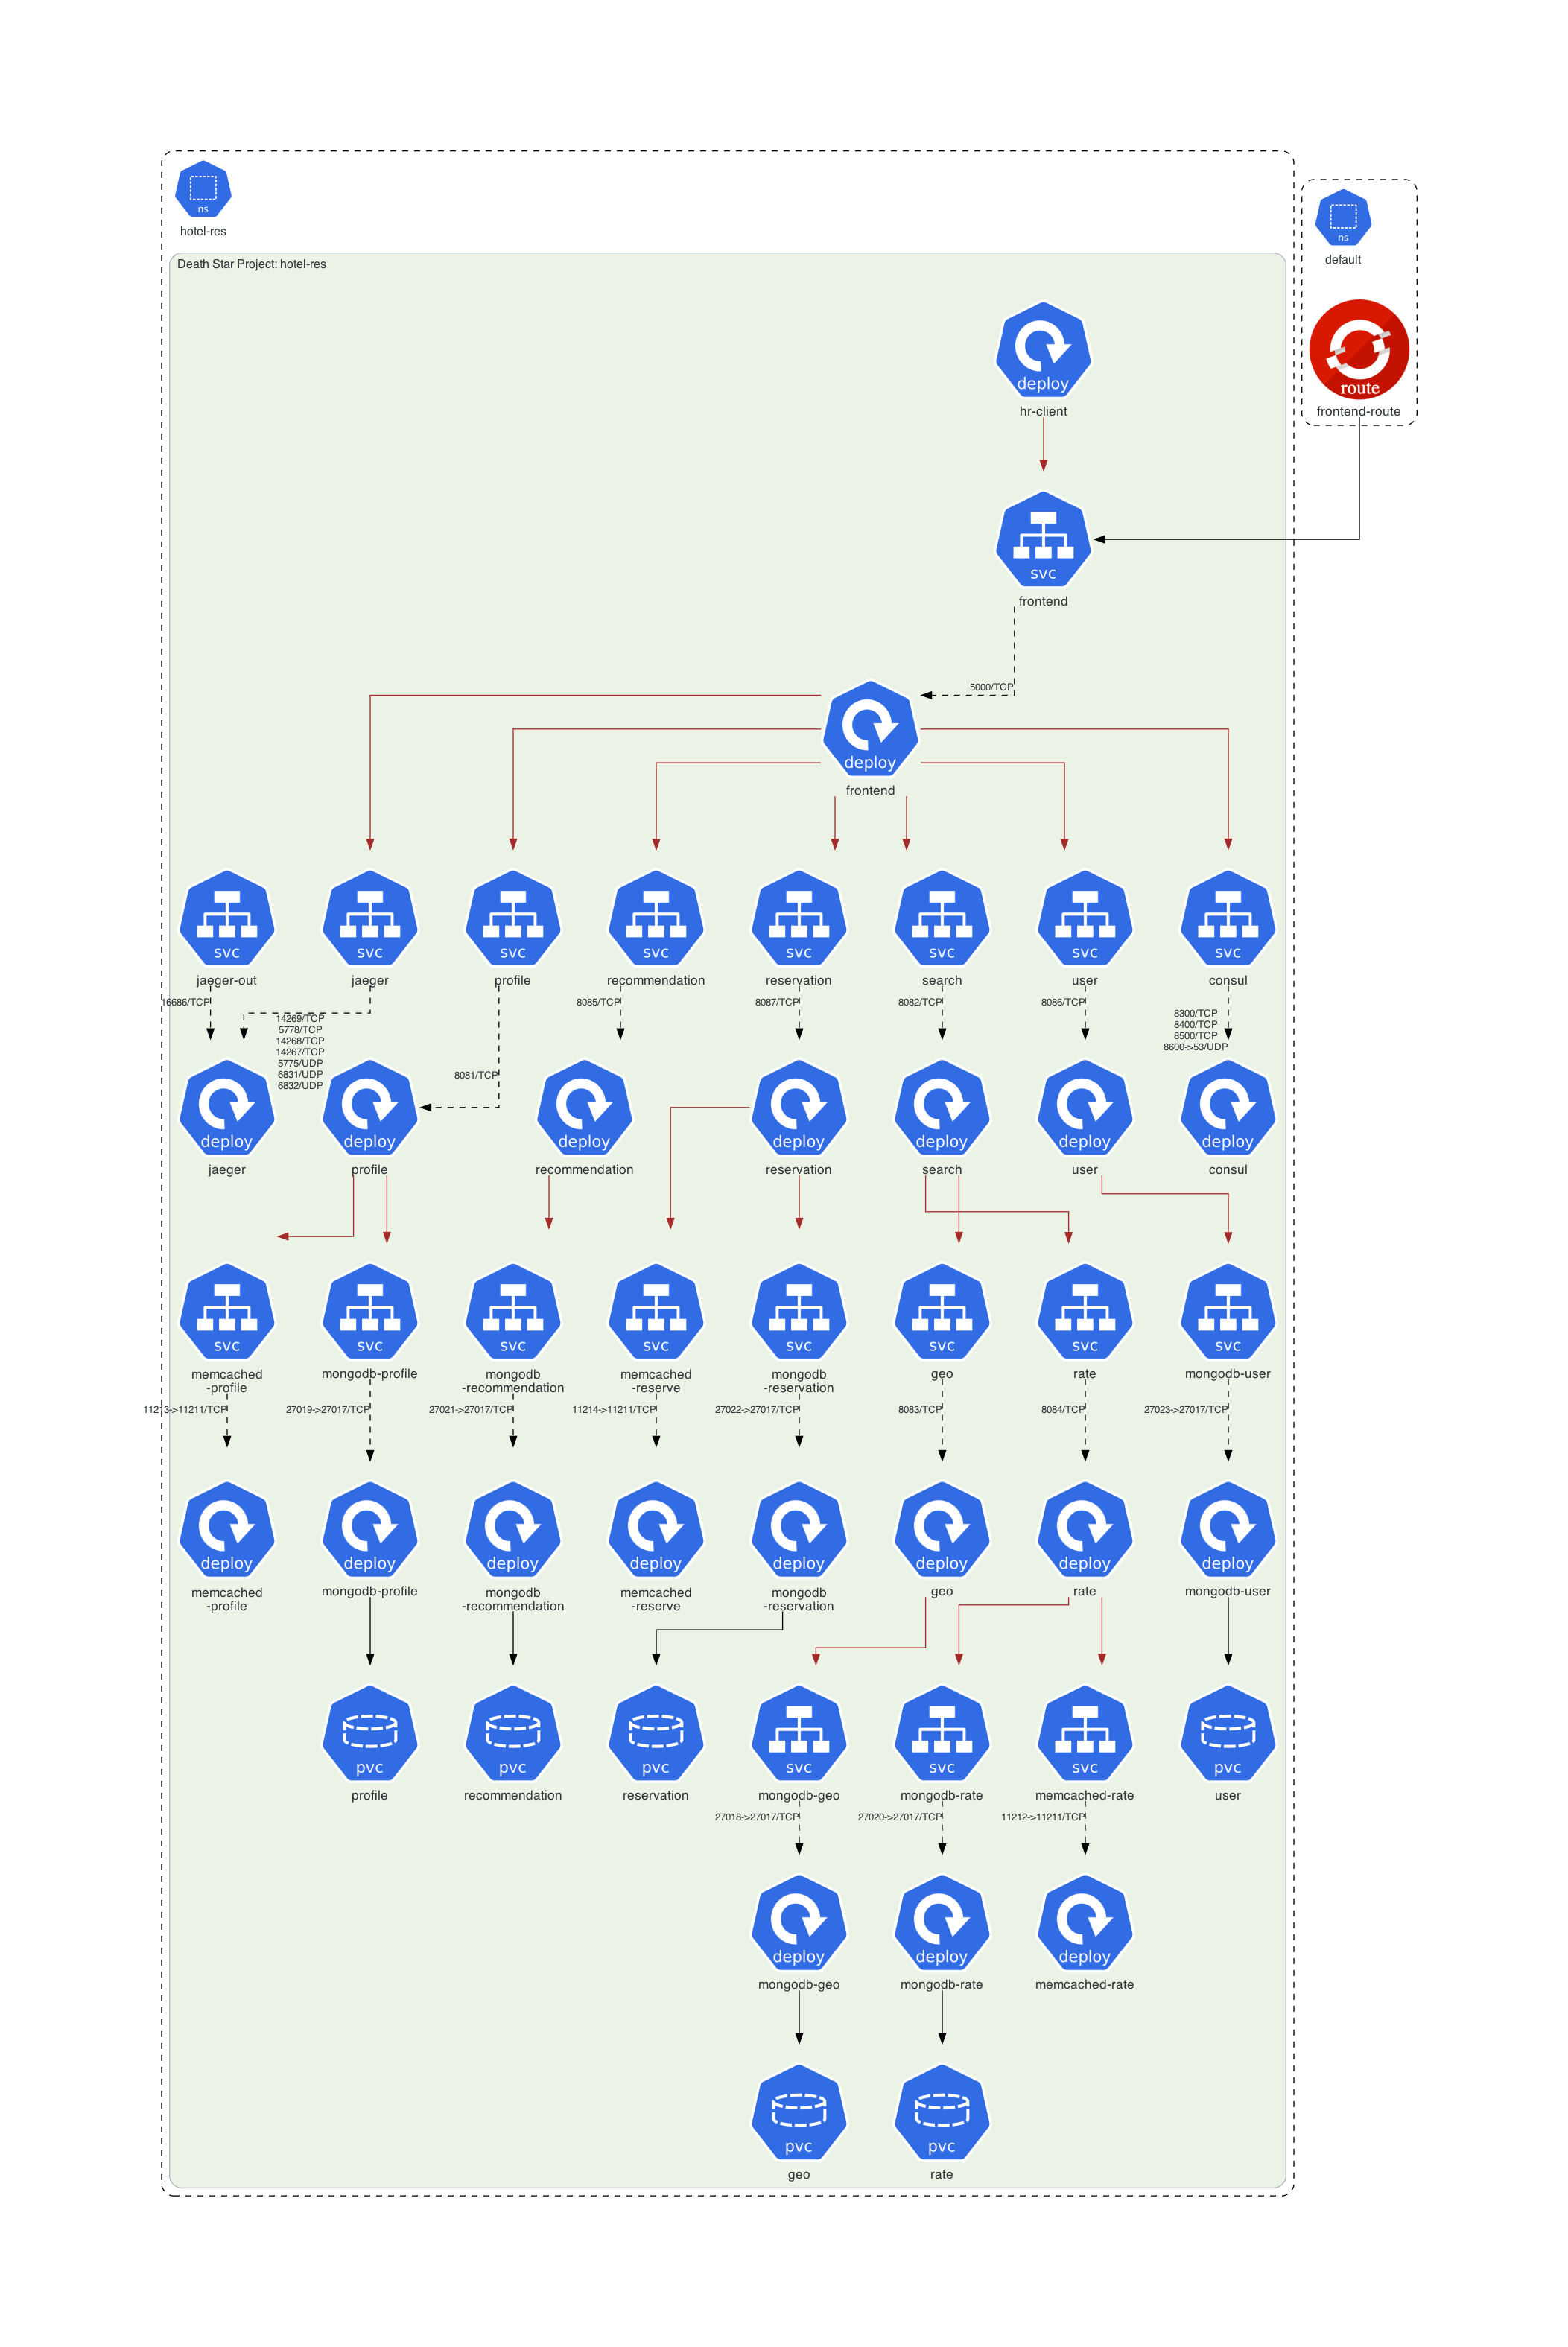 ns
hotel-res
ns
default
Death Star Project: hotel-res
deploy
hr-client
route
frontend-route
svc
frontend
5000/TCP
deploy
frontend
svc
svc
svc
svc
svc
svc
svc
svc
jaeger-out
jaeger
profile
recommendation
reservation
search
user
consul
16686/TCP
8085/TCP
8087/TCP
8082/TCP
8086/TCP
14269/TCP
5778/TCP
14268/TCP
14267/TCP
5775/UDP
6831/UDP
6832/UDP
8300/TCP
8400/TCP
8500/TCP
8600->53/UDP
8081/TCP
deploy
deploy
deploy
deploy
deploy
deploy
deploy
jaeger
profile
recommendation
reservation
search
user
consul
svc
svc
svc
svc
svc
svc
svc
svc
memcached
-profile
mongodb-profile
mongodb
-recommendation
memcached
-reserve
mongodb
-reservation
geo
rate
mongodb-user
11213->11211/TCP
27019->27017/TCP
27021->27017/TCP
11214->11211/TCP
27022->27017/TCP
8083/TCP
8084/TCP
27023->27017/TCP
deploy
deploy
deploy
deploy
deploy
deploy
deploy
deploy
memcached
-profile
mongodb-profile
mongodb
-recommendation
memcached
-reserve
mongodb
-reservation
geo
rate
mongodb-user
pvc
pvc
pvc
svc
svc
svc
pvc
profile
recommendation
reservation
mongodb-geo
mongodb-rate
memcached-rate
user
27018->27017/TCP
27020->27017/TCP
11212->11211/TCP
deploy
deploy
deploy
mongodb-geo
mongodb-rate
memcached-rate
pvc
pvc
geo
rate